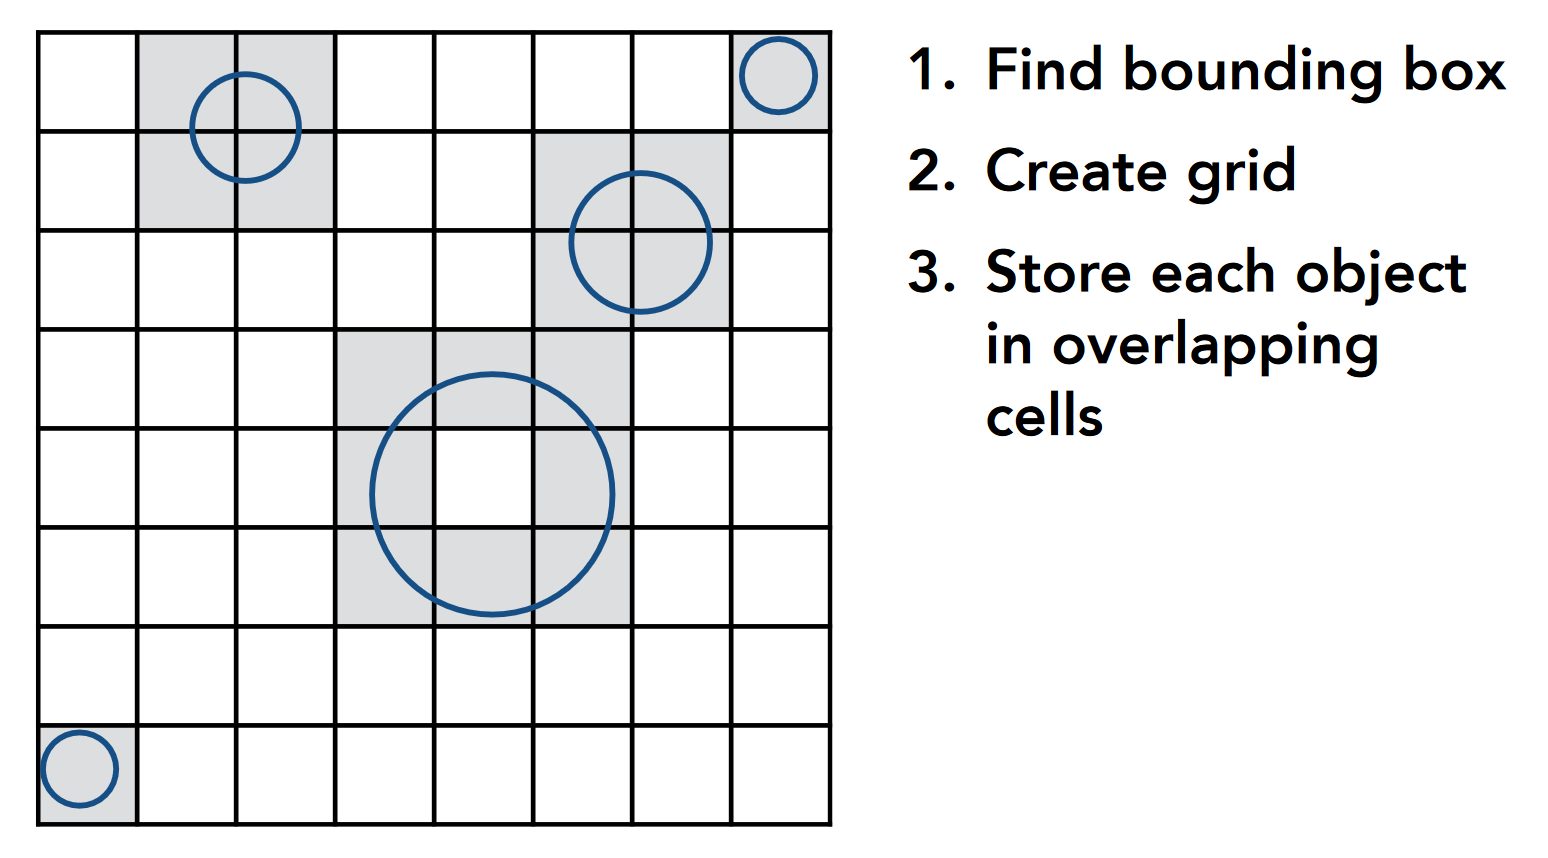 1. Find bounding box
2. Create grid
3. Store each object
in overlapping
cells